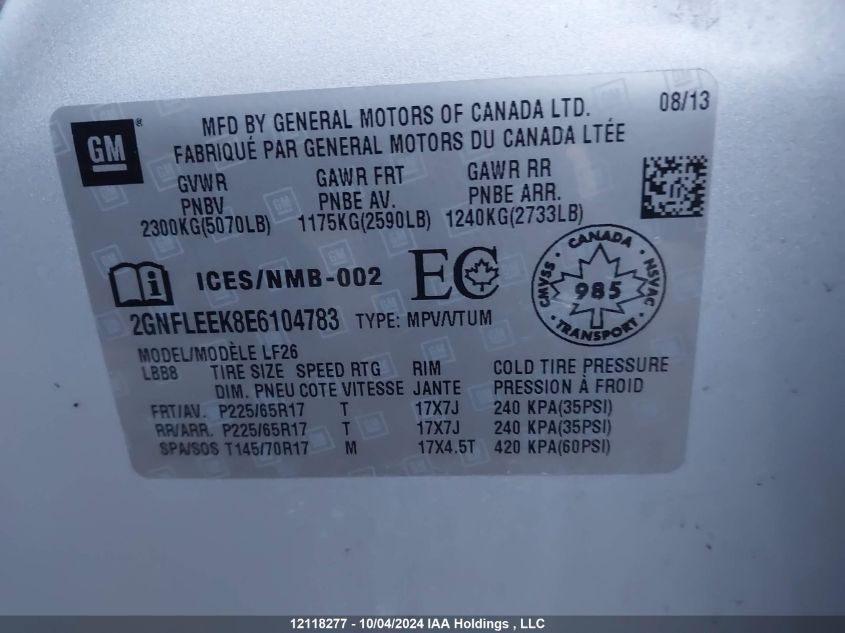 GM ®
MFD BY GENERAL MOTORS OF CANADA LTD. 08/13
FABRIQUÉ PAR GENERAL MOTORS DU CANADA LTÉE
GVWR GAWR FRT GAWR RR
PNBV PNBE AV. PNBE ARR.
2300KG(5070LB) 1175KG(2590LB) 1240KG(2733LB)
i ICES/NMB-002 EC
CANADA
CMVSS 985 NSVAC
TRANSPORT
2GNFLEEK8E6104783 TYPE: MPV/VTUM
MODEL/MODÈLE LF26
LBB8 TIRE SIZE SPEED RTG RIM COLD TIRE PRESSURE
DIM. PNEU COTE VITESSE JANTE PRESSION À FROID
FRT/AV. P225/65R17 T 17X7J 240 KPA(35PSI)
RR/ARR. P225/65R17 T 17X7J 240 KPA(35PSI)
SPA/SOS T145/70R17 M 17X4.5T 420 KPA(60PSI)
12118277 - 10/04/2024 IAA Holdings , LLC